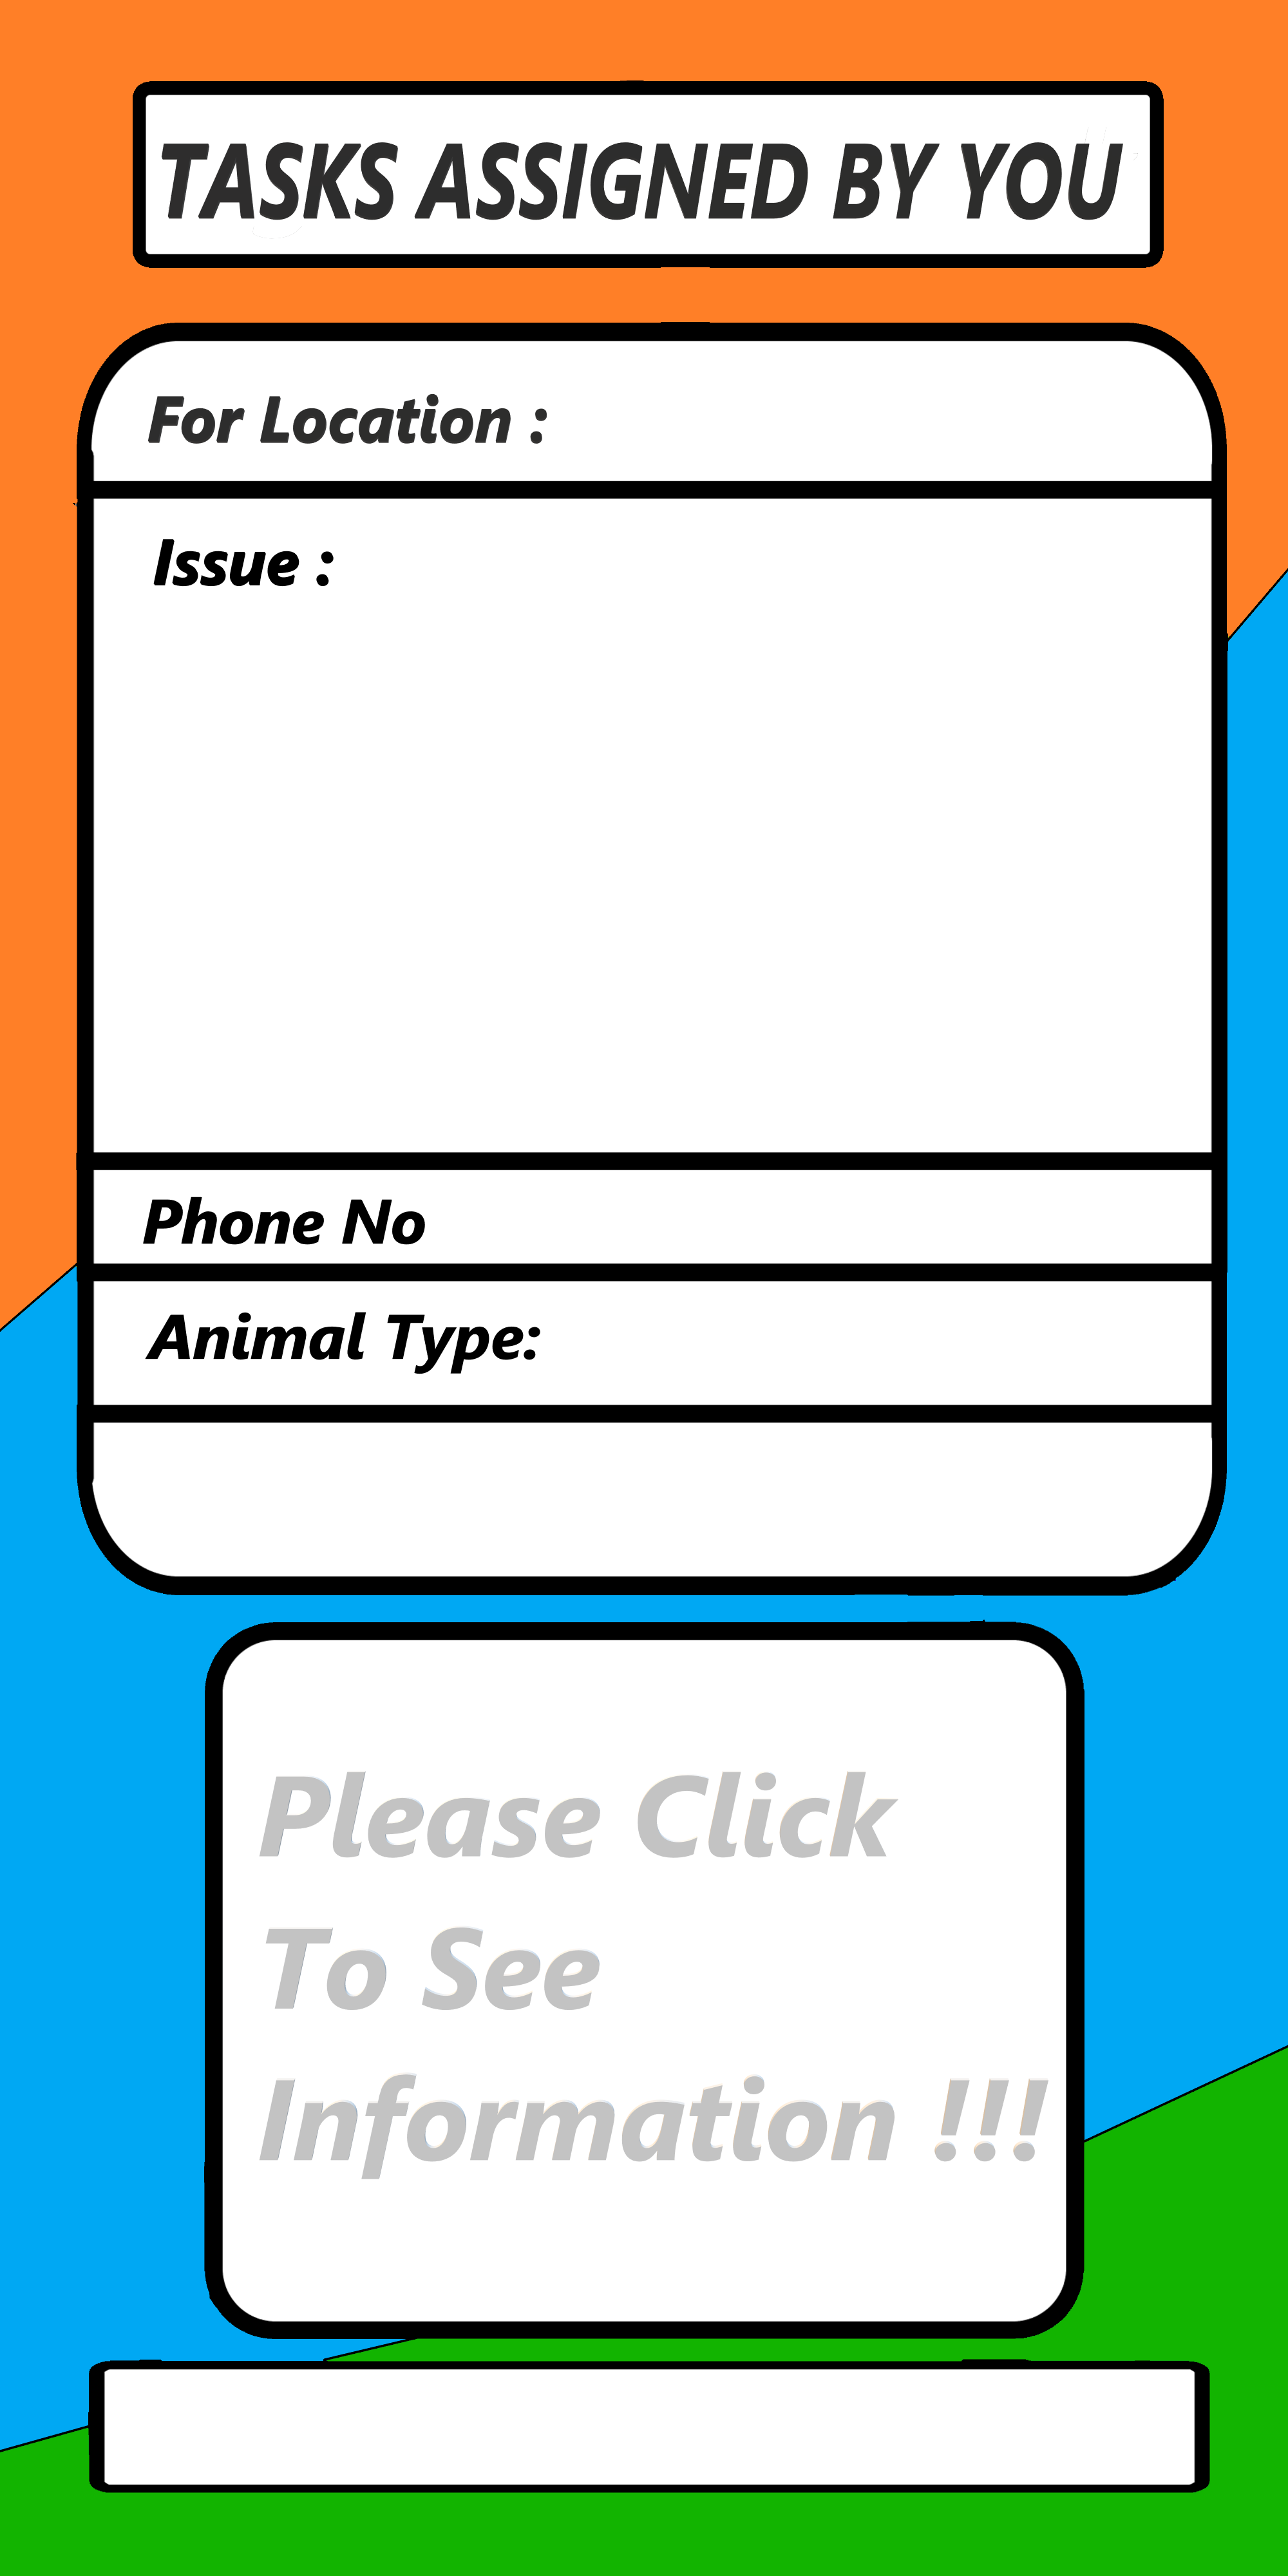 TASKS ASSIGNED BY YOU
For Location :
Issue :
Phone No
Animal Type:
Please Click
To See
Information !!!